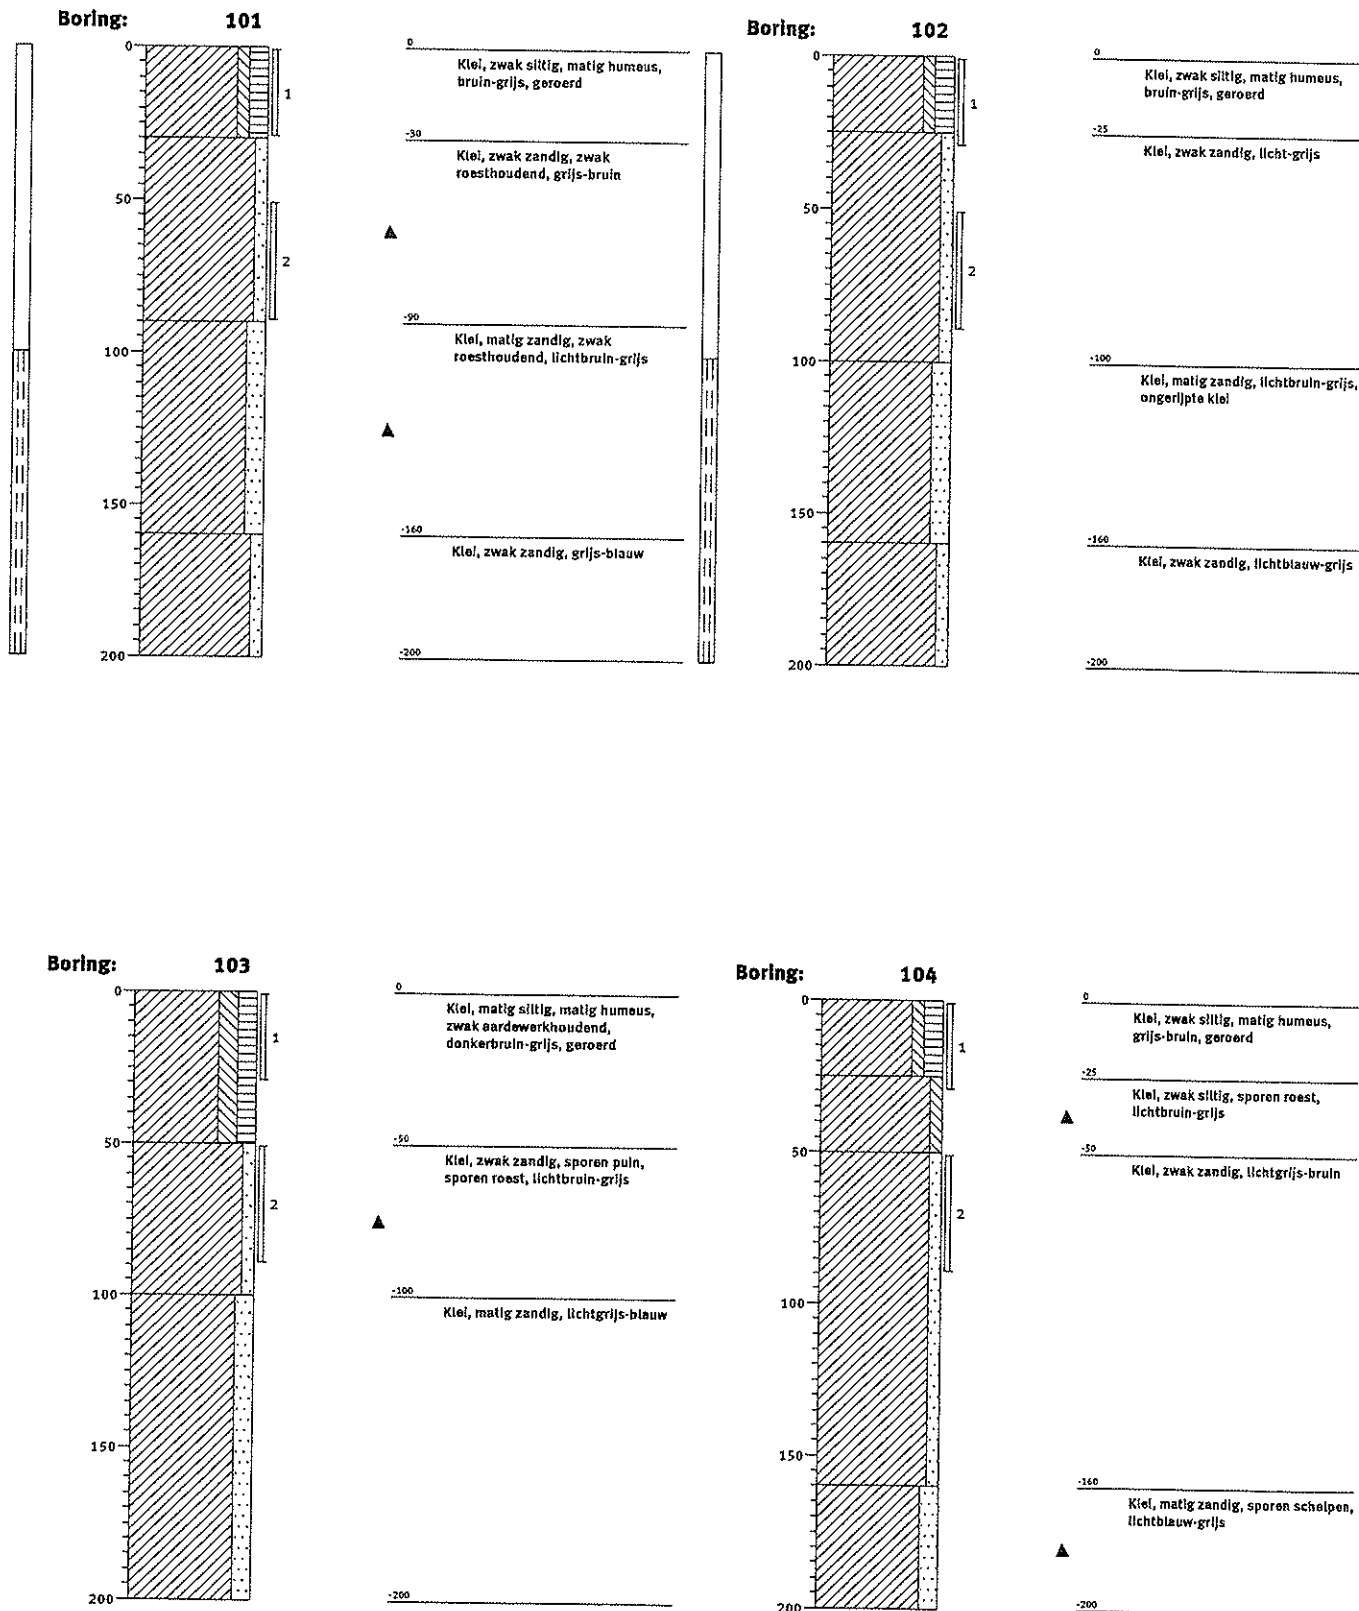 Boring: 101
0
50
100
150
200
1
2
0
Klei, zwak siltig, matig humeus,
bruin-grijs, geroerd
-30
Klei, zwak zandig, zwak
roesthoudend, grijs-bruin
-90
Klei, matig zandig, zwak
roesthoudend, lichtbruin-grijs
-160
Klei, zwak zandig, grijs-blauw
-200
Boring: 102
0
50
100
150
200
1
2
0
Klei, zwak siltig, matig humeus,
bruin-grijs, geroerd
-25
Klei, zwak zandig, licht-grijs
-100
Klei, matig zandig, lichtbruin-grijs,
ongerijpte klei
-160
Klei, zwak zandig, lichtblauw-grijs
-200
Boring: 103
0
50
100
150
200
1
2
0
Klei, matig siltig, matig humeus,
zwak aardewerkhoudend,
donkerbruin-grijs, geroerd
-50
Klei, zwak zandig, sporen puin,
sporen roest, lichtbruin-grijs
-100
Klei, matig zandig, lichtgrijs-blauw
-200
Boring: 104
0
50
100
150
200
1
2
0
Klei, zwak siltig, matig humeus,
grijs-bruin, geroerd
-25
Klei, zwak siltig, sporen roest,
lichtbruin-grijs
-50
Klei, zwak zandig, lichtgrijs-bruin
-160
Klei, matig zandig, sporen schelpen,
lichtblauw-grijs
-200